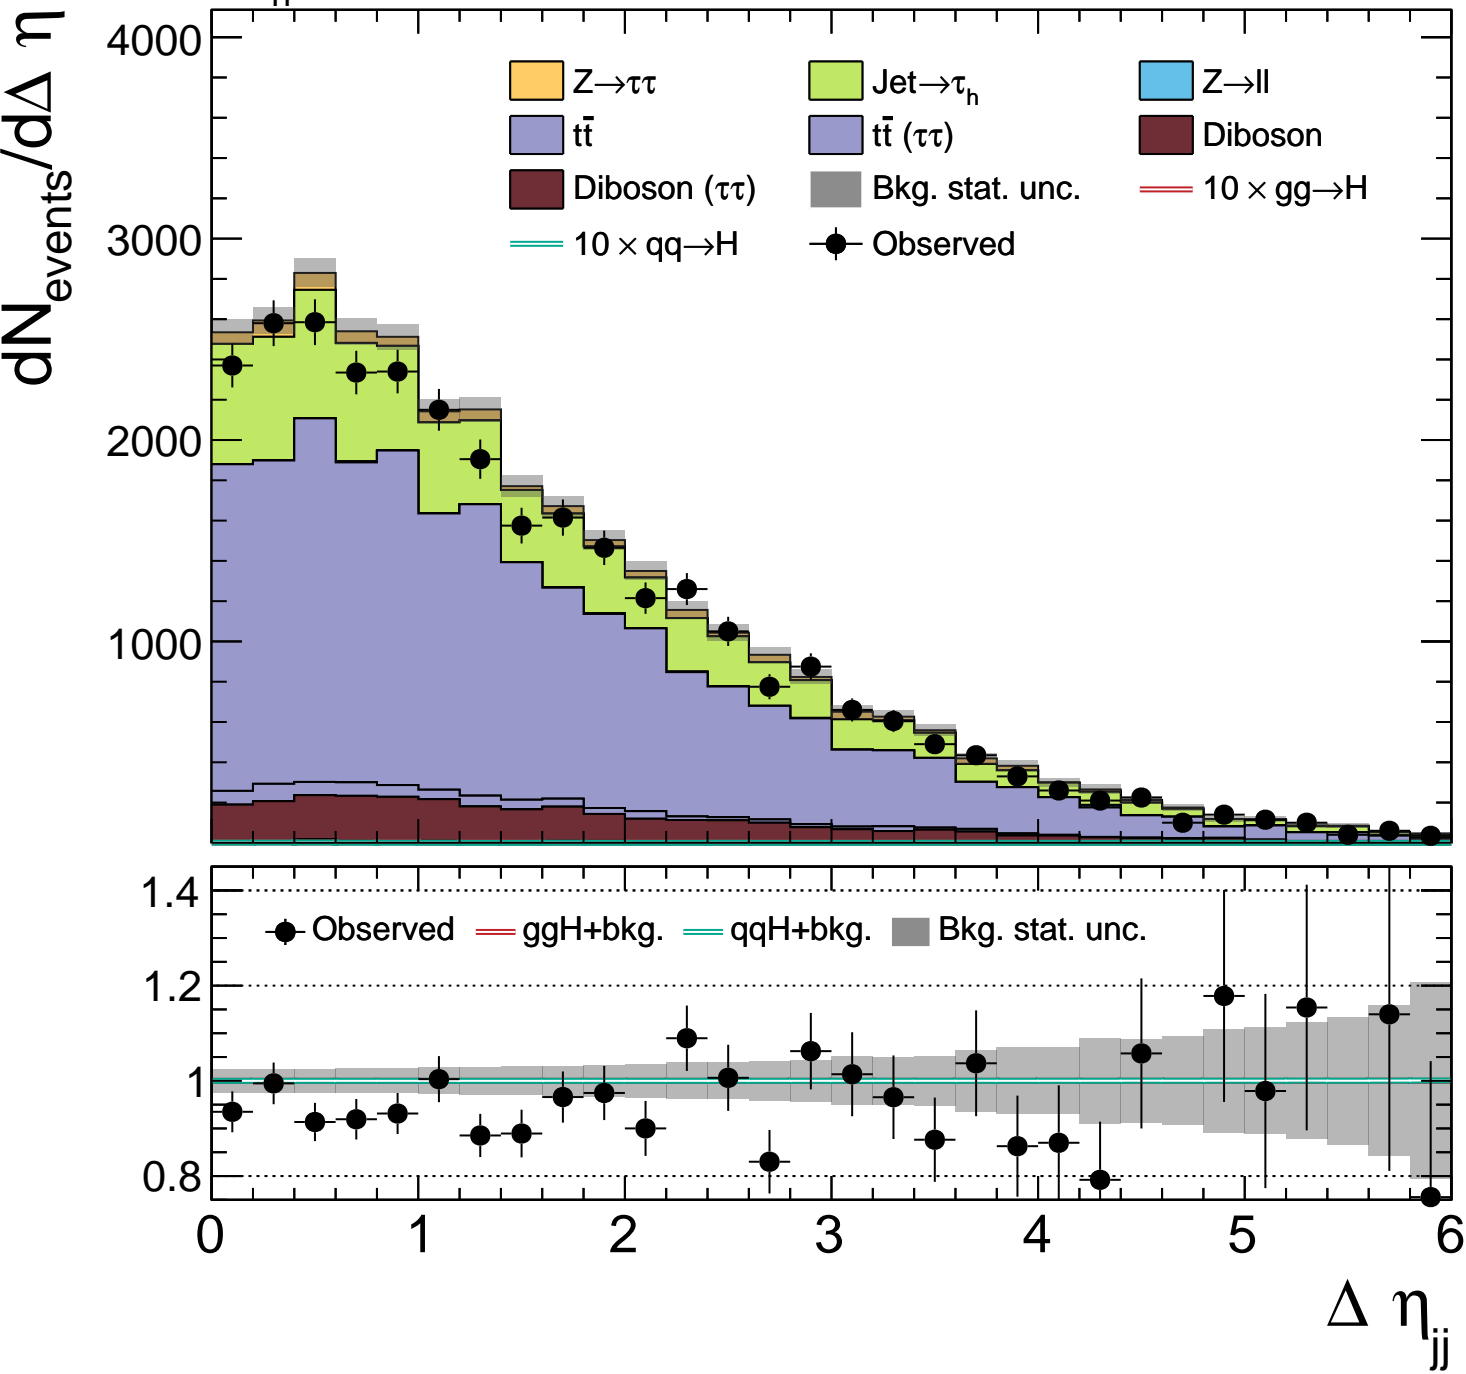 dN_events/dΔ η
4000
3000
2000
1000
Z→ττ Jet→τ_h Z→ll
tt̄ tt̄ (ττ) Diboson
Diboson (ττ) Bkg. stat. unc. 10 × gg→H
10 × qq→H Observed
1.4
1.2
1
0.8
Observed ggH+bkg. qqH+bkg. Bkg. stat. unc.
0 1 2 3 4 5 6
Δ η_jj